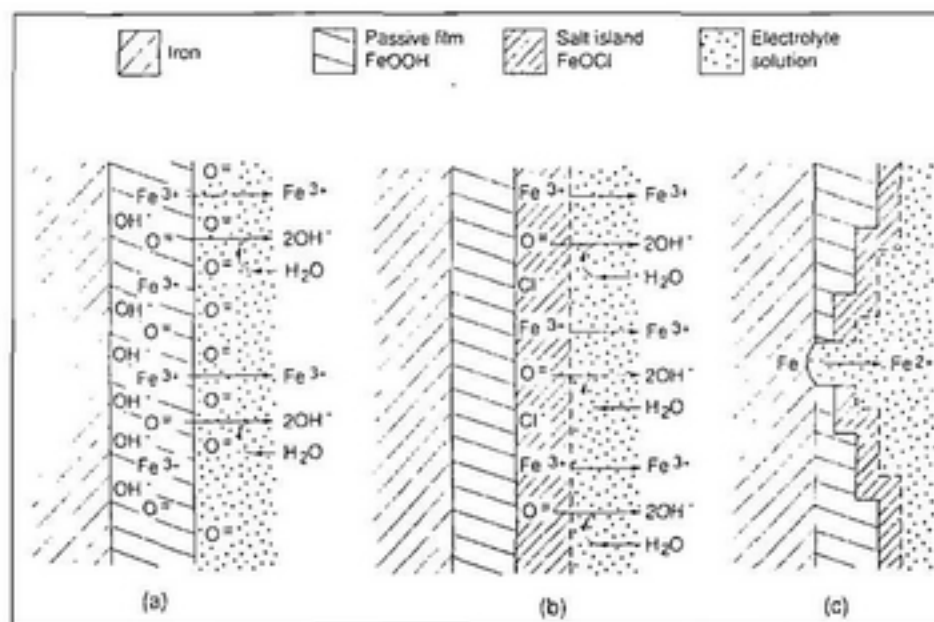 Iron
Passive film
FeOOH
Salt island
FeOCl
Electrolyte
solution
O=
Fe3+
Fe3+
OH
O=
O=
2OH-
O=
H2O
Fe3-
OH
O=
O=
O=
OH
Fe3+
Fe3+
OH
O=
O=
2OH-
OH
O=
H2O
Fe3-
OH
O=
O=
(a)
Fe3+
Fe3+
O=
2OH-
Cl
H2O
Fe3+
Fe3+
O=
2OH-
H2O
Cl
Fe3+
Fe3+
O=
2OH-
H2O
(b)
Fe
Fe2+
(c)